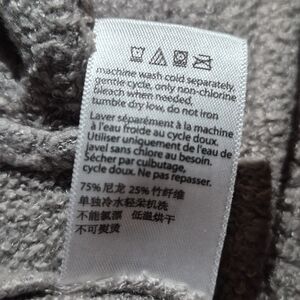 machine wash cold separately,
gentle cycle, only non-chlorine
bleach when needed,
tumble dry low, do not iron
Laver séparément à la machine
à l'eau froide au cycle doux.
Utiliser uniquement de l'eau de
javel sans chlore au besoin.
Sécher par culbutage,
cycle doux. Ne pas repasser.
75% 尼龙 25% 竹纤维
单独冷水轻柔机洗
不能氯漂 低温烘干
不可熨烫